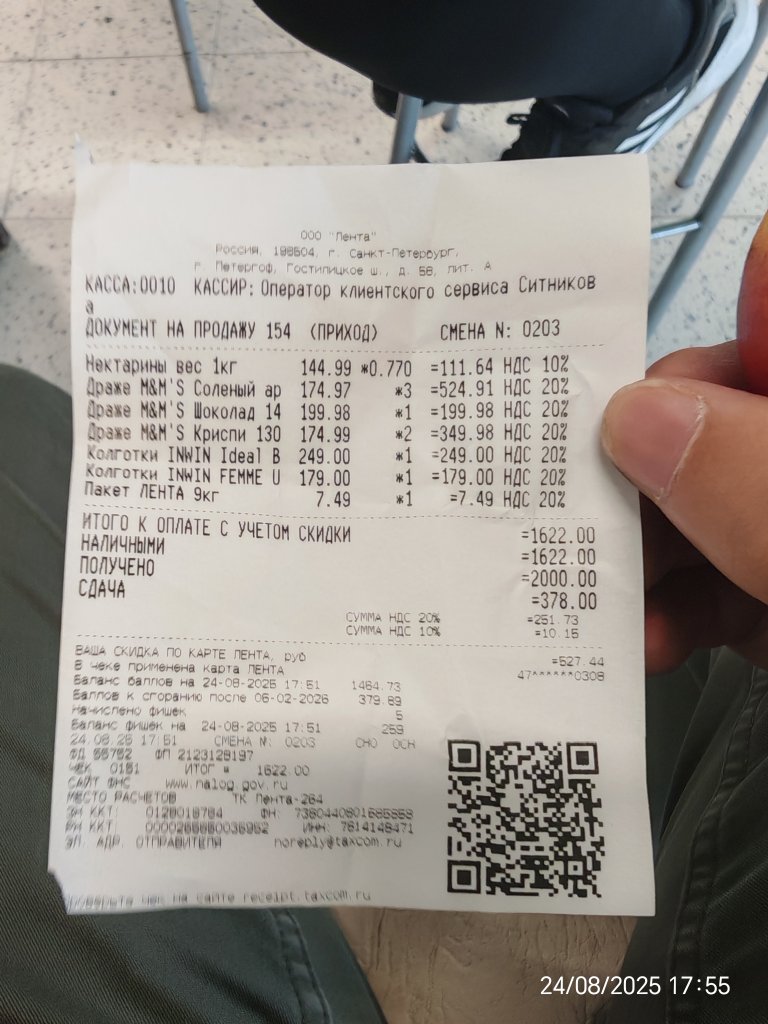 ООО "Лента"
Россия, 198504, г. Санкт-Петербург,
г. Петергоф, Гостилицкое ш., д. 58, лит. А
КАССА:0010 КАССИР: Оператор клиентского сервиса Ситников
а
ДОКУМЕНТ НА ПРОДАЖУ 154 (ПРИХОД) СМЕНА N: 0203
Нектарины вес 1кг 144.99 *0.770 =111.64 НДС 10%
Драже M&M'S Соленый ар 174.97 *3 =524.91 НДС 20%
Драже M&M'S Шоколад 14 199.98 *1 =199.98 НДС 20%
Драже M&M'S Криспи 130 174.99 *2 =349.98 НДС 20%
Колготки INWIN Ideal B 249.00 *1 =249.00 НДС 20%
Колготки INWIN FEMME U 179.00 *1 =179.00 НДС 20%
Пакет ЛЕНТА 9кг 7.49 *1 =7.49 НДС 20%
ИТОГО К ОПЛАТЕ С УЧЕТОМ СКИДКИ =1622.00
НАЛИЧНЫМИ =1622.00
ПОЛУЧЕНО =2000.00
СДАЧА =378.00
СУММА НДС 20% =251.73
СУММА НДС 10% =10.15
ВАША СКИДКА ПО КАРТЕ ЛЕНТА, руб =527.44
В чеке применена карта ЛЕНТА 47******0308
Баланс баллов на 24-08-2025 17:51 1464.73
Баллов к сгоранию после 06-02-2026 379.89
Начислено фишек 5
Баланс фишек на 24-08-2025 17:51 259
24.08.25 17:51 СМЕНА №: 0203 СНО ОСН
ФД 55752 ФП 2123128197
ЧЕК 0151 ИТОГ = 1622.00
САЙТ ФНС www.nalog.gov.ru
МЕСТО РАСЧЕТОВ ТК Лента-264
ЗН ККТ: 0128018764 ФН:
РН ККТ: ИНН: 7814148471
ЭЛ. АДР. ОТПРАВИТЕЛЯ noreply@taxcom.ru
Проверьте чек на сайте receipt.taxcom.ru
24/08/2025 17:55